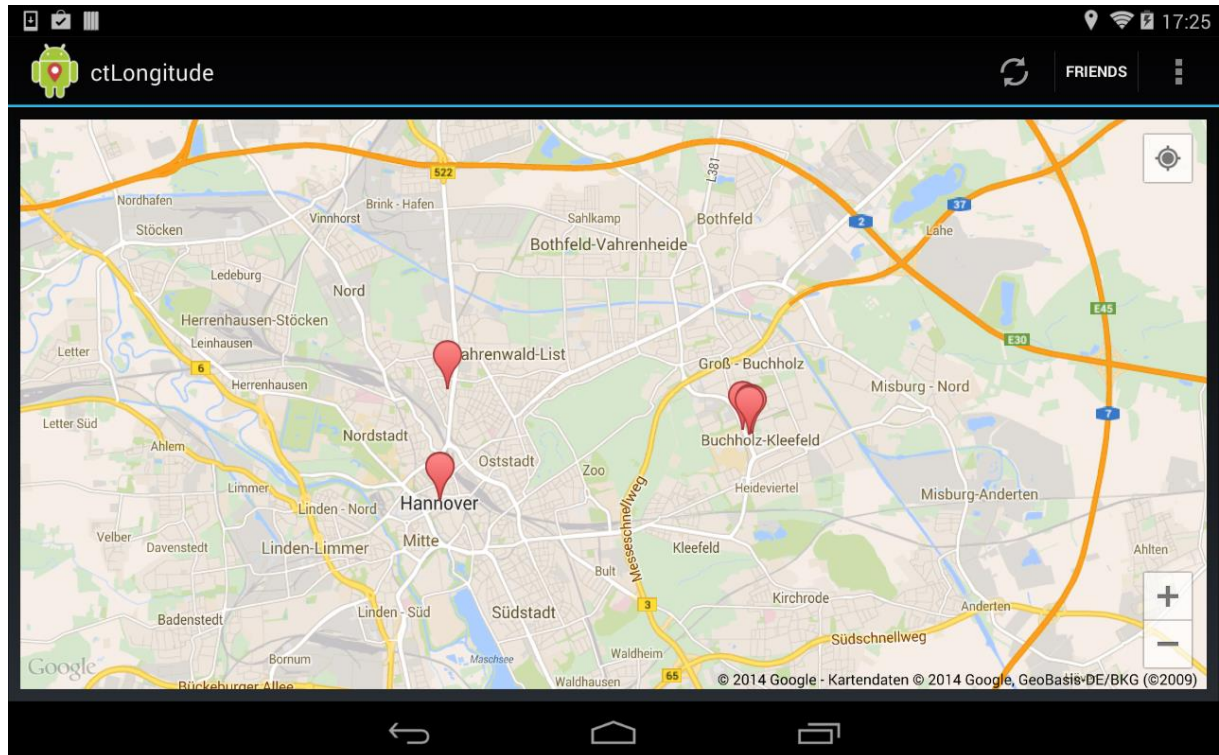 17:25
ctLongitude
FRIENDS
L381
522
Nordhafen
Brink - Hafen
37
Vinnhorst
Sahlkamp
Bothfeld
2
Stöcken
Lahe
Bothfeld-Vahrenheide
Ledeburg
Nord
E45
Herrenhausen-Stöcken
E30
Leinhausen
Letter
ahrenwald-List
Groß - Buchholz
6
Herrenhausen
Misburg - Nord
7
Letter Süd
Nordstadt
Buchholz-Kleefeld
Ahlem
Oststadt
Zoo
Limmer
Heideviertel
Misburg-Anderten
Hannover
Linden - Nord
Messeschnellweg
Velber
Davenstedt
Linden-Limmer
Mitte
Kleefeld
Ahlten
Bult
Kirchrode
3
Anderten
Linden - Süd
Südstadt
Badenstedt
Südschnellweg
Waldheim
Bornum
Maschsee
Google
65
Waldhausen
Bückeburger Allee
© 2014 Google - Kartendaten © 2014 Google, GeoBasis-DE/BKG (©2009)